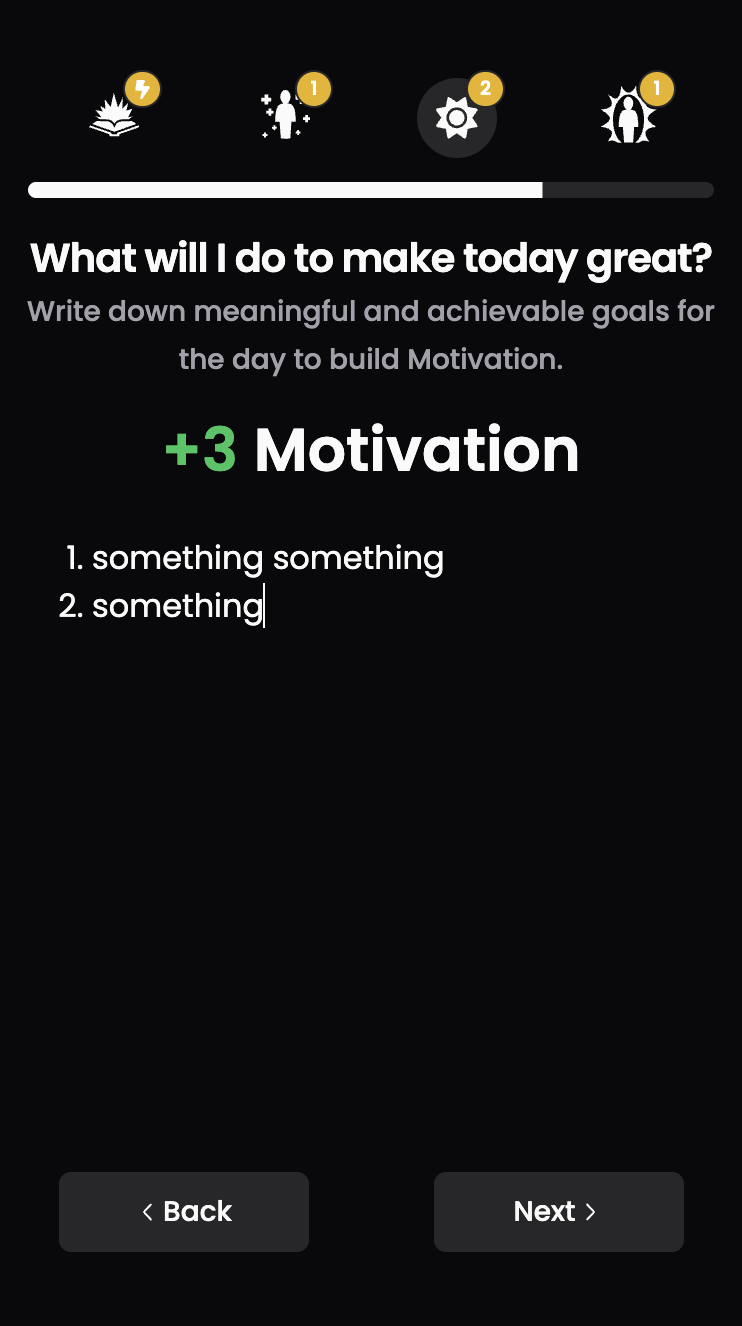 1
2
1
What will I do to make today great?
Write down meaningful and achievable goals for
the day to build Motivation.
+3 Motivation
1. something something
2. something
Back
Next